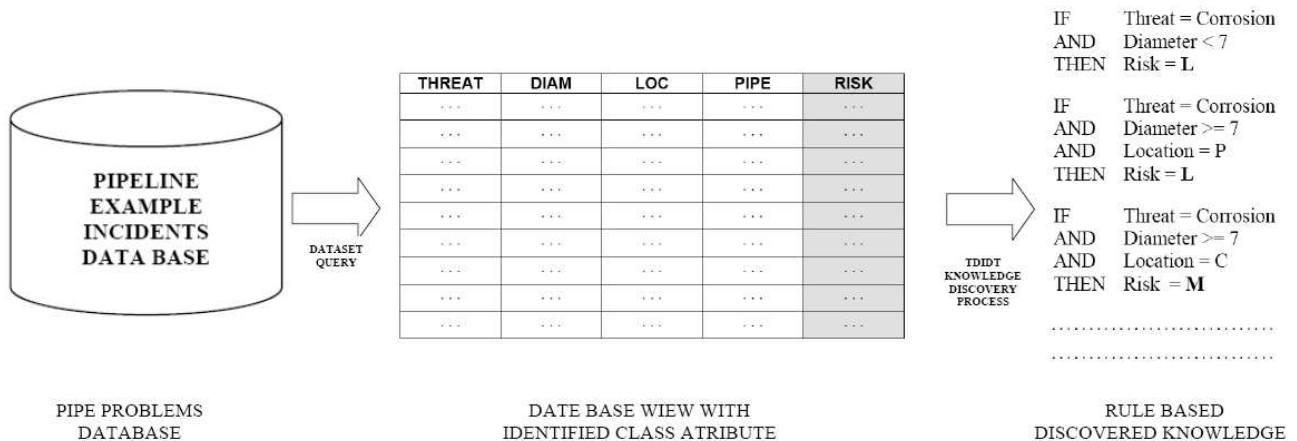 PIPELINE
EXAMPLE
INCIDENTS
DATA BASE
PIPE PROBLEMS
DATABASE
DATASET
QUERY
THREAT DIAM LOC PIPE RISK
. . . . . . . . . . . . . . .
. . . . . . . . . . . . . . .
. . . . . . . . . . . . . . .
. . . . . . . . . . . . . . .
. . . . . . . . . . . . . . .
. . . . . . . . . . . . . . .
. . . . . . . . . . . . . . .
. . . . . . . . . . . . . . .
. . . . . . . . . . . . . . .
DATE BASE WIEW WITH
IDENTIFIED CLASS ATRIBUTE
TDIDT
KNOWLEDGE
DISCOVERY
PROCESS
IF Threat = Corrosion
AND Diameter < 7
THEN Risk = L
IF Threat = Corrosion
AND Diameter >= 7
AND Location = P
THEN Risk = L
IF Threat = Corrosion
AND Diameter >= 7
AND Location = C
THEN Risk = M
. . . . . . . . . . . . . . . . . . . . . . . . . . . . . .
. . . . . . . . . . . . . . . . . . . . . . . . . . . . . .
RULE BASED
DISCOVERED KNOWLEDGE